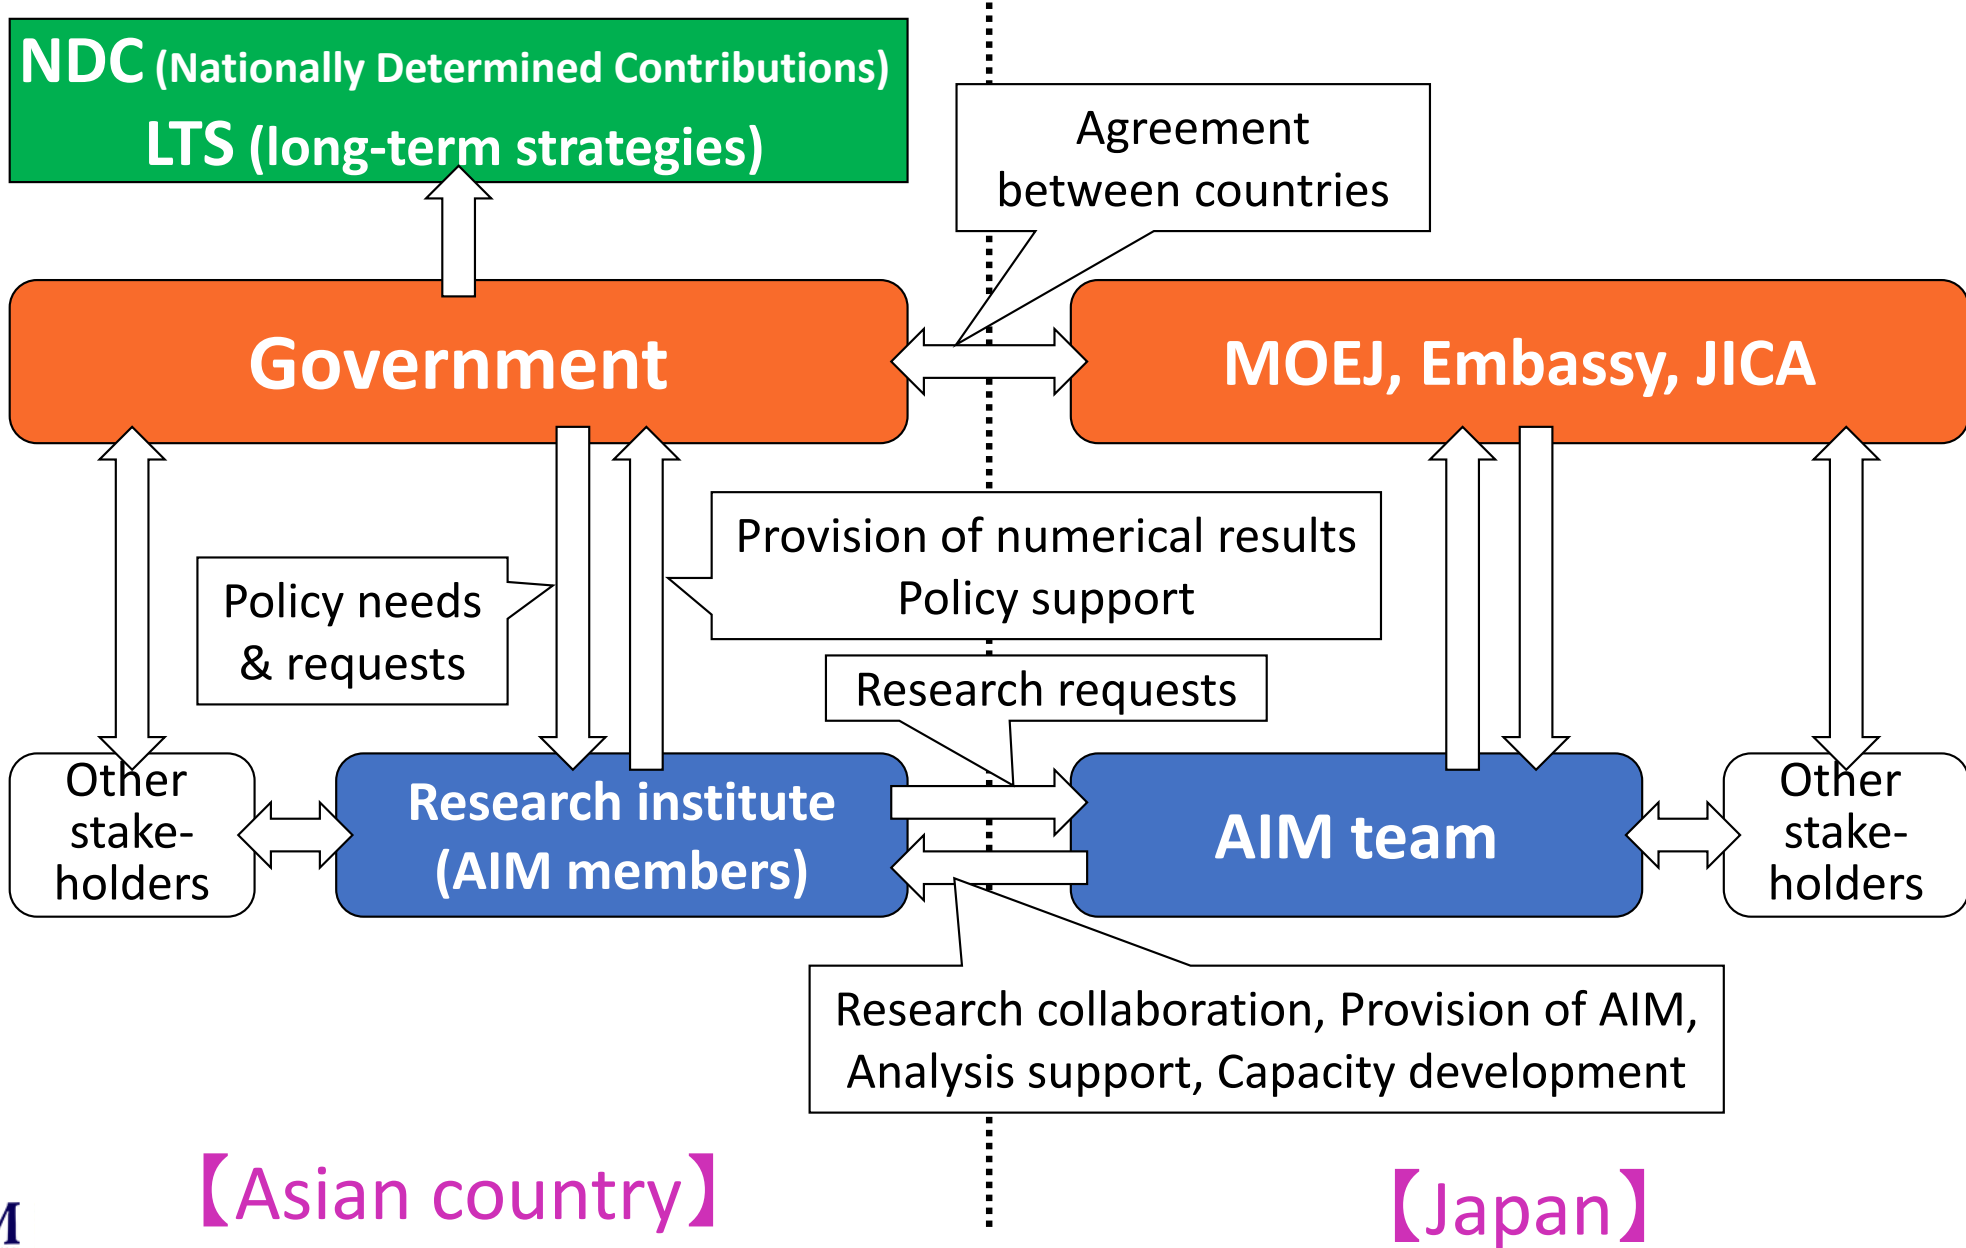 NDC (Nationally Determined Contributions)
LTS (long-term strategies)
Agreement
between countries
Government
MOEJ, Embassy, JICA
Provision of numerical results
Policy support
Policy needs
& requests
Research requests
Other
stake-
holders
Research institute
(AIM members)
AIM team
Other
stake-
holders
Research collaboration, Provision of AIM,
Analysis support, Capacity development
【Asian country】
【Japan】